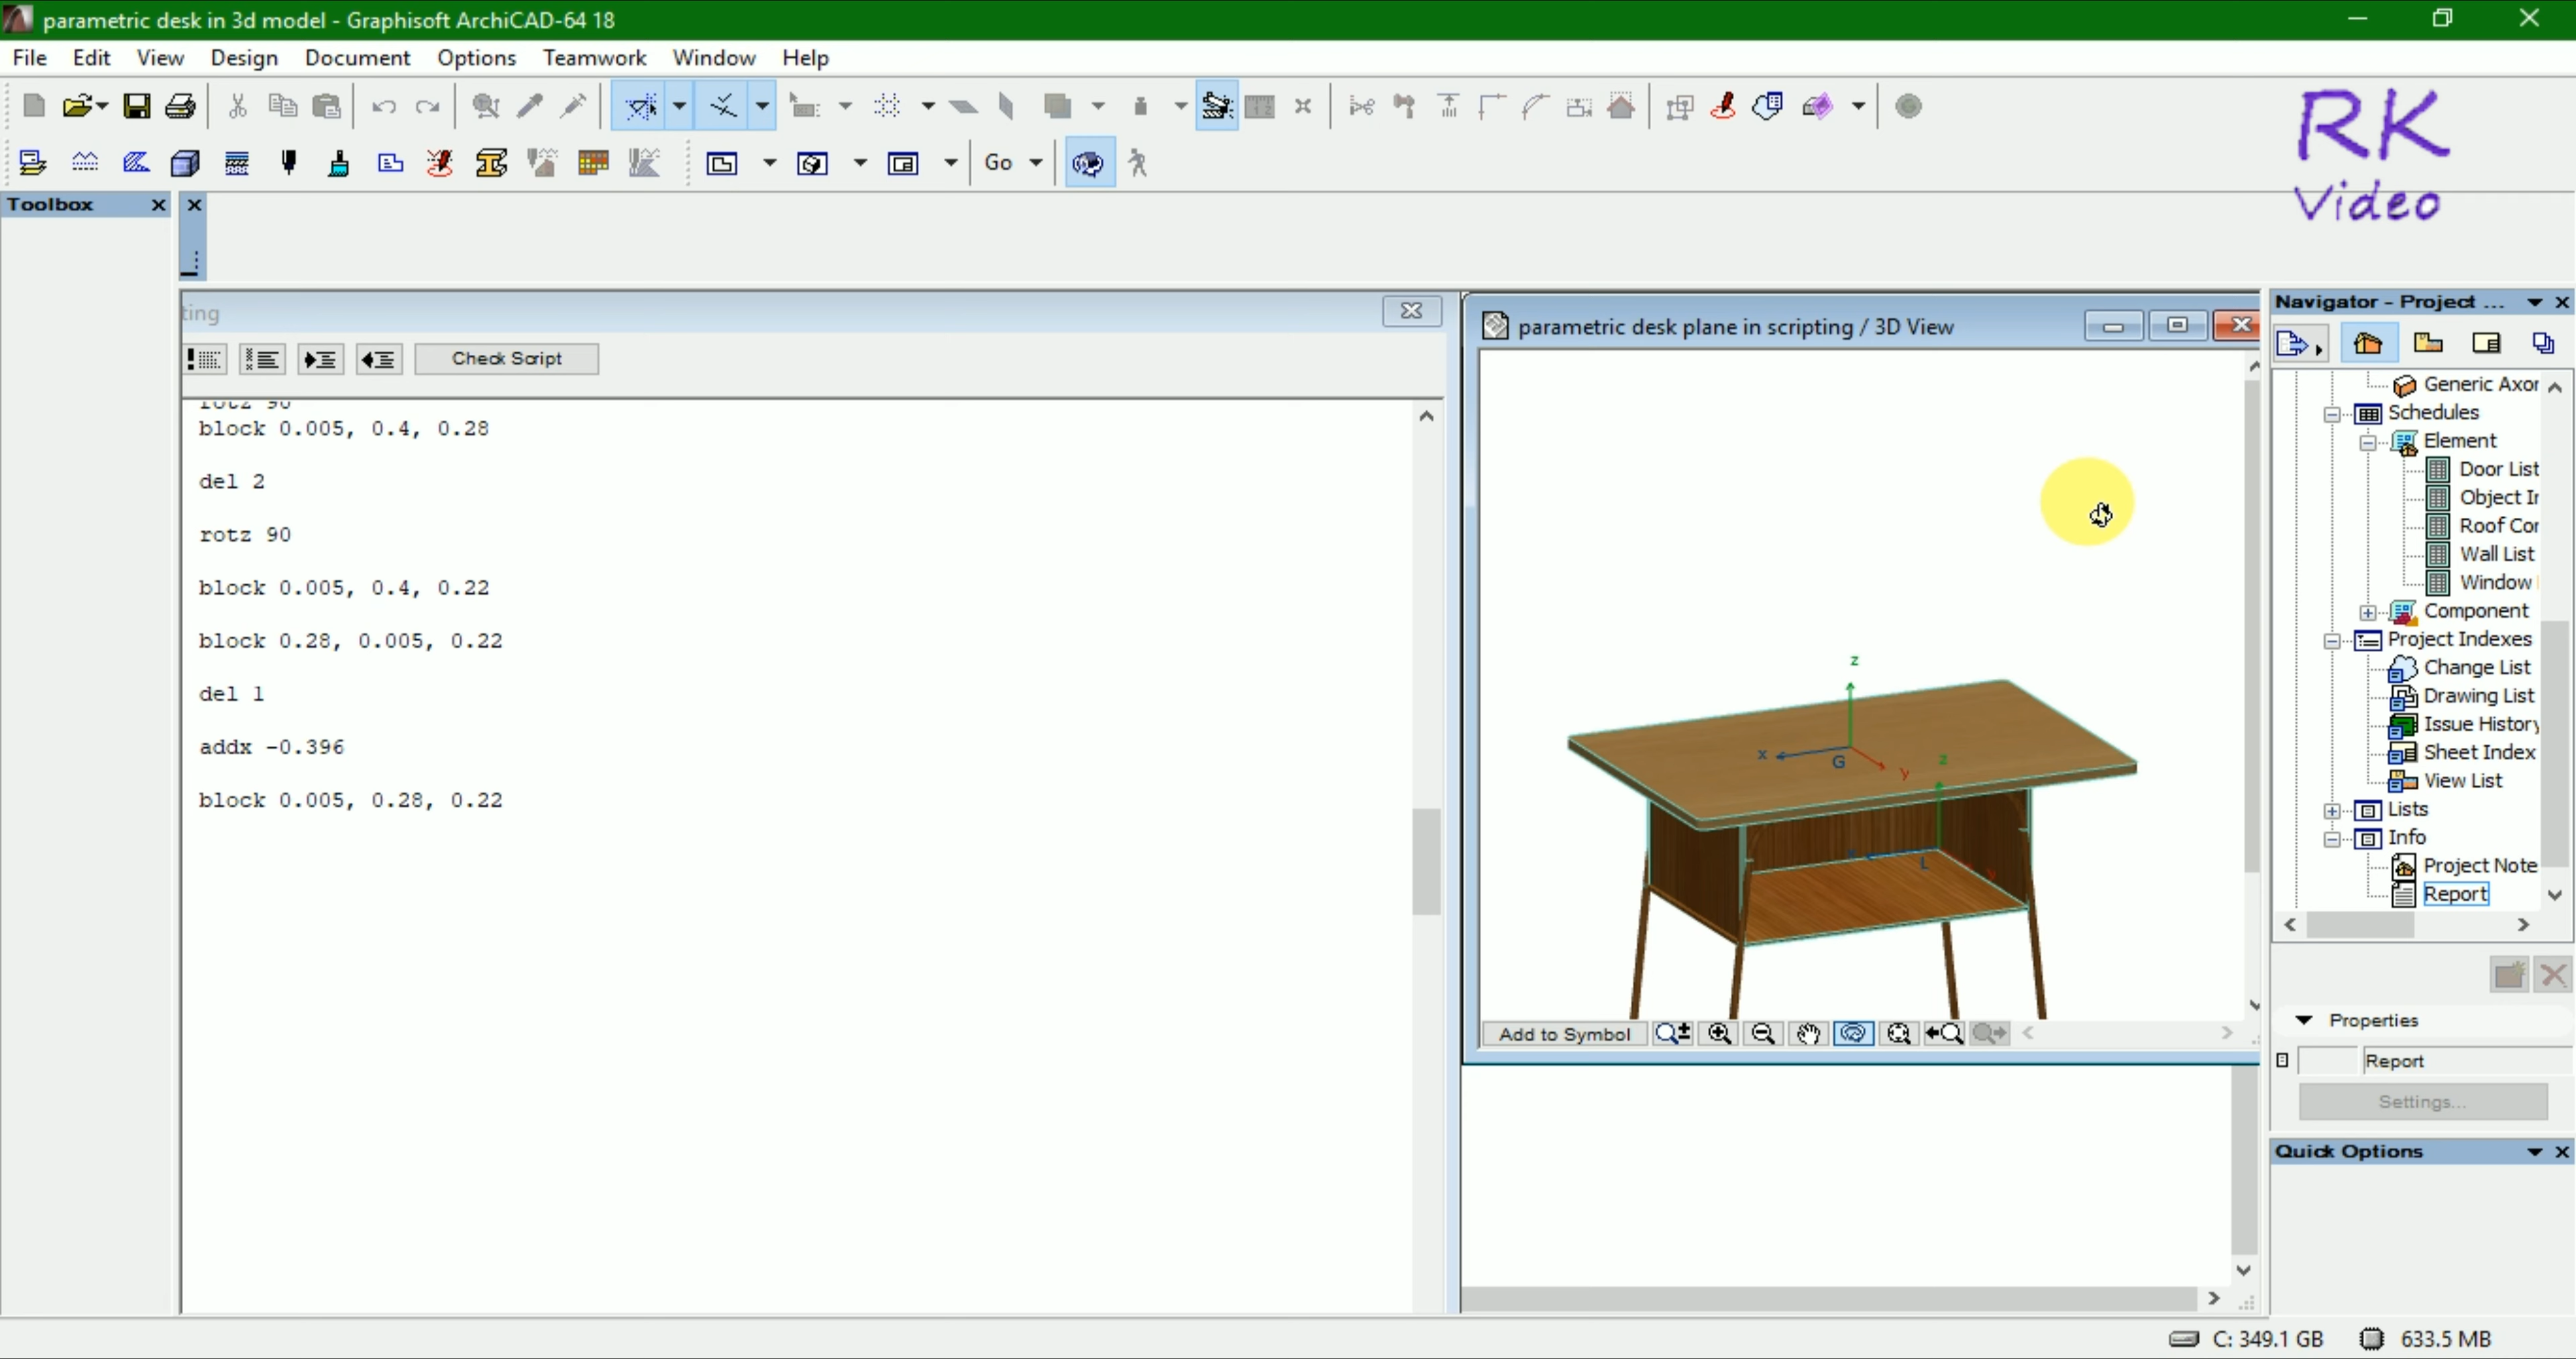 parametric desk in 3d model - Graphisoft ArchiCAD-64 18
File Edit View Design Document Options Teamwork Window Help
Go
RK
Video
Toolbox
ting
Check Script
rotz 90
block 0.005, 0.4, 0.28
del 2
rotz 90
block 0.005, 0.4, 0.22
block 0.28, 0.005, 0.22
del 1
addx -0.396
block 0.005, 0.28, 0.22
parametric desk plane in scripting / 3D View
z
x
G
y
z
L
y
Add to Symbol
Navigator - Project ...
Generic Axor
Schedules
Element
Door List
Object Ir
Roof Cor
Wall List
Window
Component
Project Indexes
Change List
Drawing List
Issue History
Sheet Index
View List
Lists
Info
Project Note
Report
Properties
Report
Settings...
Quick Options
C: 349.1 GB 633.5 MB